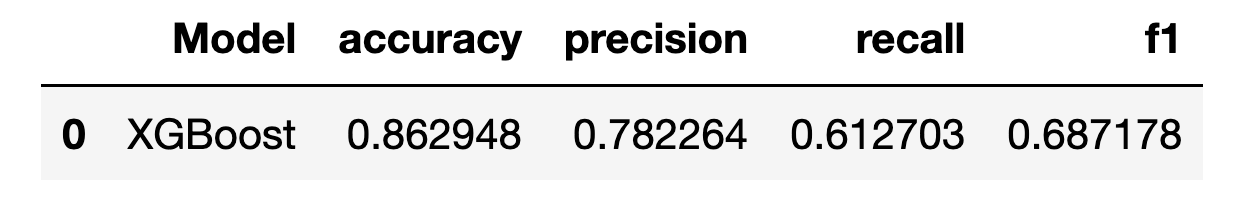 Model accuracy precision recall f1
0 XGBoost 0.862948 0.782264 0.612703 0.687178